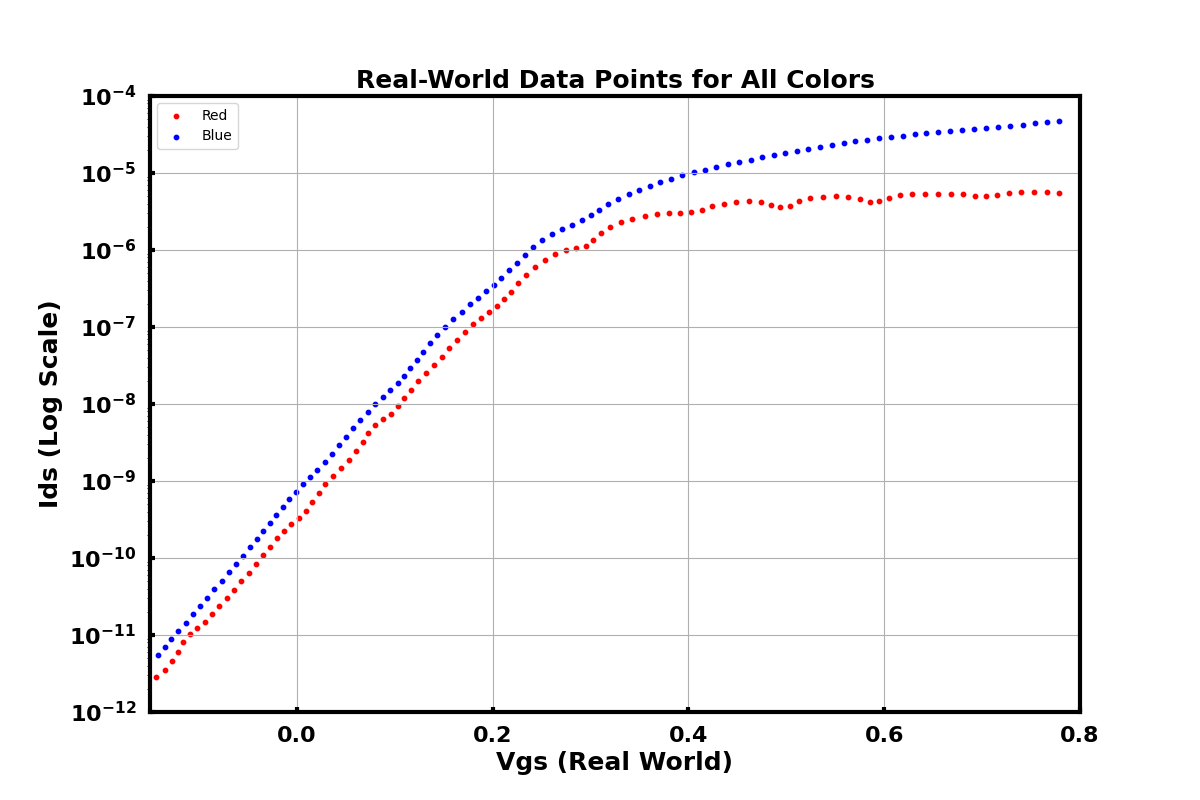 Real-World Data Points for All Colors
Red
Blue
10⁻⁴
10⁻⁵
10⁻⁶
10⁻⁷
10⁻⁸
10⁻⁹
10⁻¹⁰
10⁻¹¹
10⁻¹²
Ids (Log Scale)
0.0 0.2 0.4 0.6 0.8
Vgs (Real World)